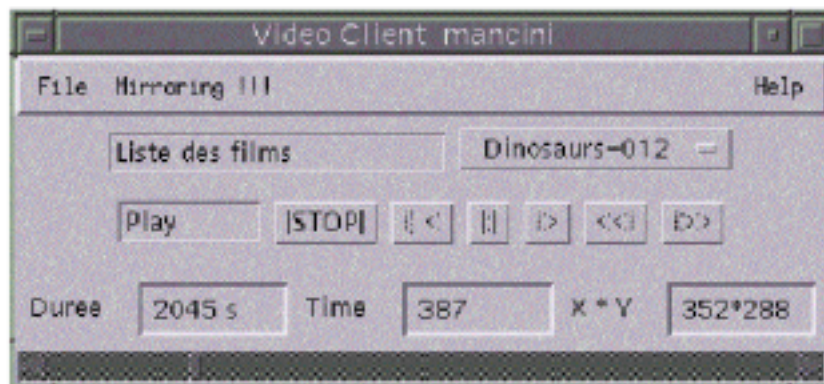 Video Client mancini
File Mirroring !!! Help
Liste des films Dinosaurs-012
Play |STOP| |:| |> <<|
Duree 2045 s Time 387 X * Y 352*288